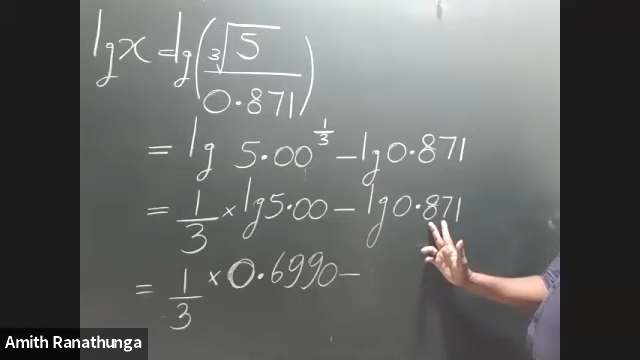 lg x = lg(∛5 / 0.871)
= lg 5.00^(1/3) - lg 0.871
= 1/3 × lg 5.00 - lg 0.871
= 1/3 × 0.6990 -
Amith Ranathunga